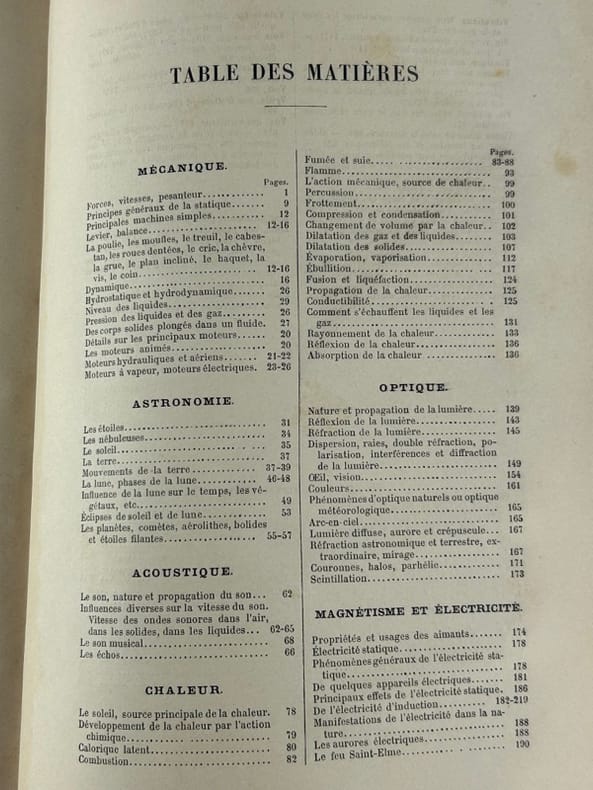 TABLE DES MATIÈRES
MÉCANIQUE.
Pages.
Forces, vitesses, pesanteur............ 1
Principes généraux de la statique....... 9
Principales machines simples.......... 12
Levier, balance.................... 12-16
La poulie, les moufles, le treuil, le cabes-
tan, les roues dentées, le cric, la chèvre,
la grue, le plan incliné, le haquet, la
vis, le coin........................ 12-16
Dynamique........................ 16
Hydrostatique et hydrodynamique....... 26
Niveau des liquides................... 29
Pression des liquides et des gaz......... 26
Des corps solides plongés dans un fluide. 27
Détails sur les principaux moteurs...... 20
Les moteurs animés................... 20
Moteurs hydrauliques et aériens....... 21-22
Moteurs à vapeur, moteurs électriques. 23-26
ASTRONOMIE.
Les étoiles........................ 31
Les nébuleuses..................... 34
Le soleil.......................... 35
La terre........................... 37
Mouvements de la terre............ 37-39
La lune, phases de la lune.......... 46-48
Influence de la lune sur le temps, les vé-
gétaux, etc........................ 49
Éclipses de soleil et de lune............ 53
Les planètes, comètes, aérolithes, bolides
et étoiles filantes................. 55-57
ACOUSTIQUE.
Le son, nature et propagation du son... 62
Influences diverses sur la vitesse du son.
Vitesse des ondes sonores dans l'air,
dans les solides, dans les liquides... 62-65
Le son musical..................... 68
Les échos.......................... 66
CHALEUR.
Le soleil, source principale de la chaleur. 78
Développement de la chaleur par l'action
chimique........................... 79
Calorique latent.................... 80
Combustion......................... 82
Pages.
Fumée et suie..................... 83-88
Flamme............................ 93
L'action mécanique, source de chaleur.. 99
Percussion......................... 99
Frottement......................... 100
Compression et condensation.......... 101
Changement de volume par la chaleur.. 102
Dilatation des gaz et des liquides....... 103
Dilatation des solides................. 107
Évaporation, vaporisation............. 112
Ébullition......................... 117
Fusion et liquéfaction................. 124
Propagation de la chaleur............. 125
Conductibilité...................... 125
Comment s'échauffent les liquides et les
gaz............................... 131
Rayonnement de la chaleur............ 133
Réflexion de la chaleur................ 136
Absorption de la chaleur.............. 136
OPTIQUE.
Nature et propagation de la lumière..... 139
Réflexion de la lumière............... 143
Réfraction de la lumière.............. 145
Dispersion, raies, double réfraction, po-
larisation, interférences et diffraction
de la lumière........................ 149
Œil, vision......................... 154
Couleurs........................... 161
Phénomènes d'optique naturels ou optique
météorologique..................... 165
Arc-en-ciel......................... 165
Lumière diffuse, aurore et crépuscule... 167
Réfraction astronomique et terrestre, ex-
traordinaire, mirage................. 167
Couronnes, halos, parhélie............ 171
Scintillation........................ 173
MAGNÉTISME ET ÉLECTRICITÉ.
Propriétés et usages des aimants....... 174
Électricité statique.................... 178
Phénomènes généraux de l'électricité sta-
tique.............................. 178
De quelques appareils électriques....... 181
Principaux effets de l'électricité statique. 186
De l'électricité d'induction.......... 182-219
Manifestations de l'électricité dans la na-
ture............................... 188
Les aurores électriques................ 188
Le feu Saint-Elme.................... 190